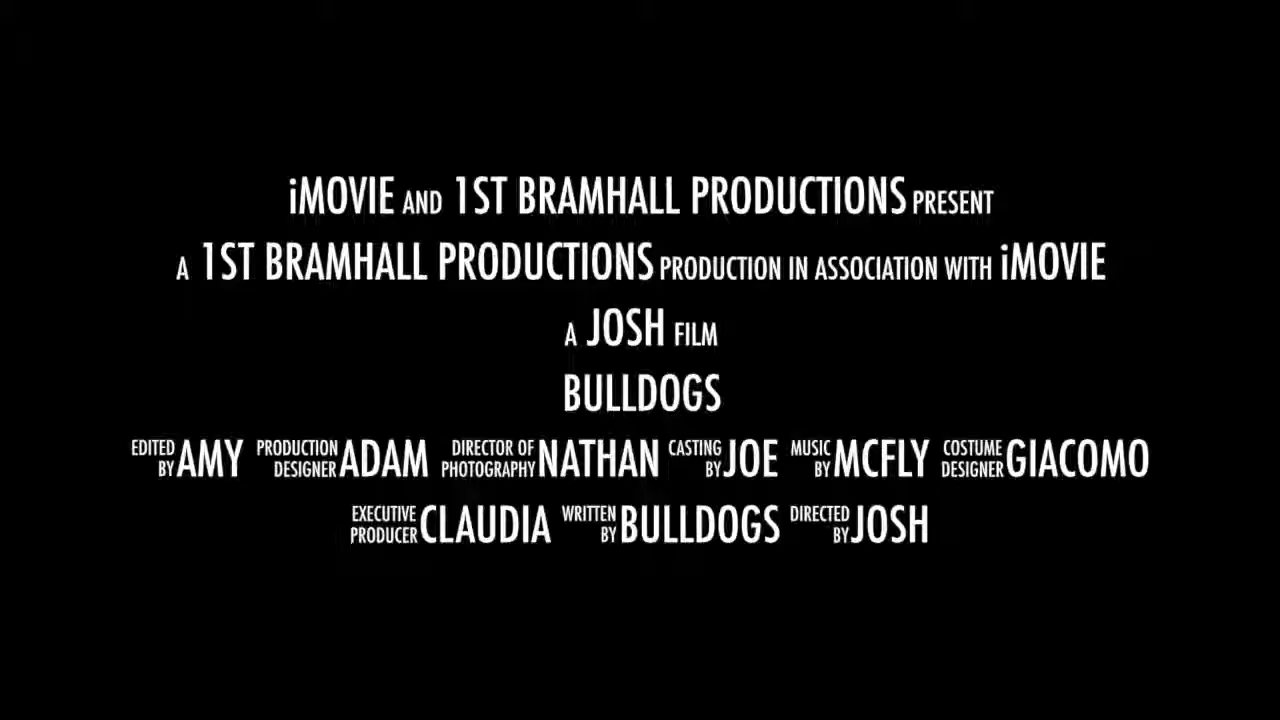 iMOVIE AND 1ST BRAMHALL PRODUCTIONS PRESENT
A 1ST BRAMHALL PRODUCTIONS PRODUCTION IN ASSOCIATION WITH iMOVIE
A JOSH FILM
BULLDOGS
EDITED BY AMY PRODUCTION DESIGNER ADAM DIRECTOR OF PHOTOGRAPHY NATHAN CASTING BY JOE MUSIC BY MCFLY COSTUME DESIGNER GIACOMO
EXECUTIVE PRODUCER CLAUDIA WRITTEN BY BULLDOGS DIRECTED BY JOSH